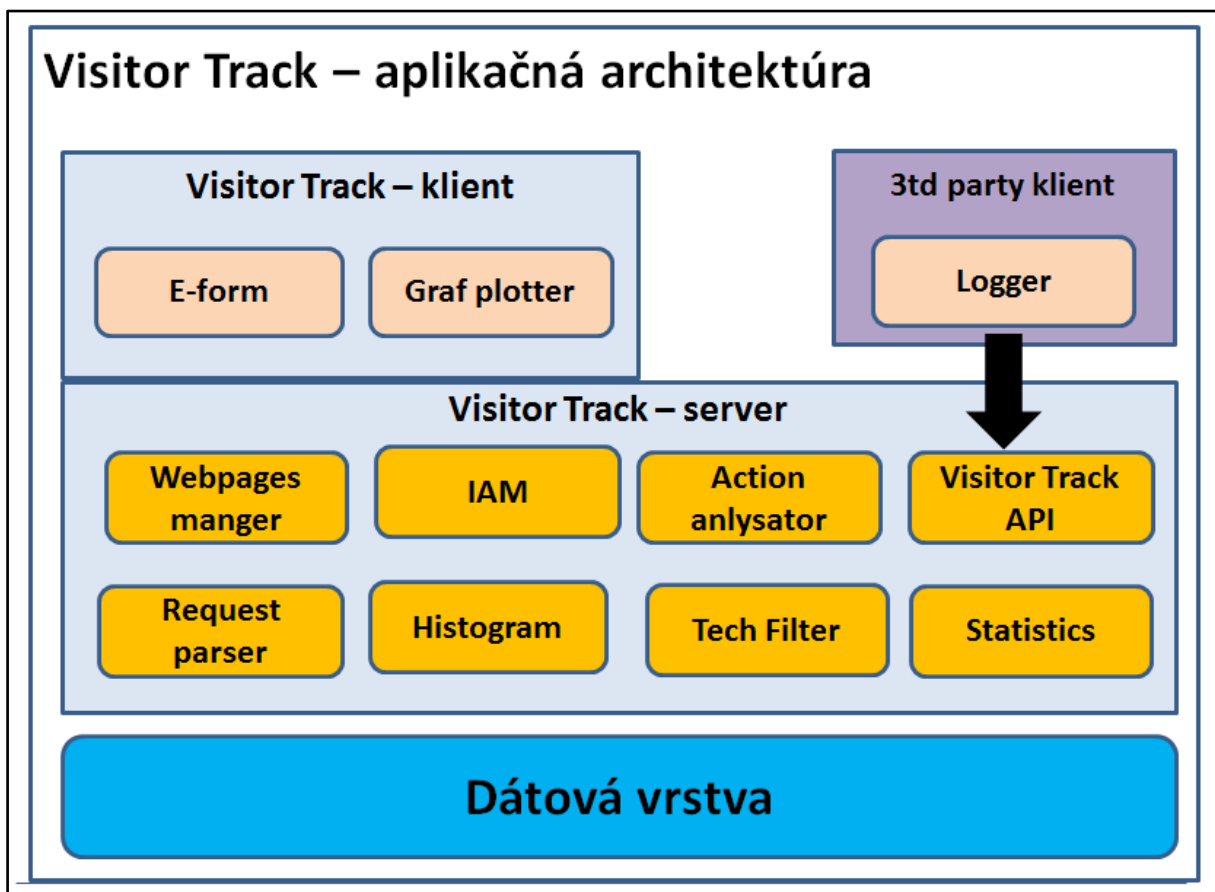 Visitor Track – aplikačná architektúra
Visitor Track – klient
E-form
Graf plotter
3td party klient
Logger
Visitor Track – server
Webpages
manger
IAM
Action
anlysator
Visitor Track
API
Request
parser
Histogram
Tech Filter
Statistics
Dátová vrstva